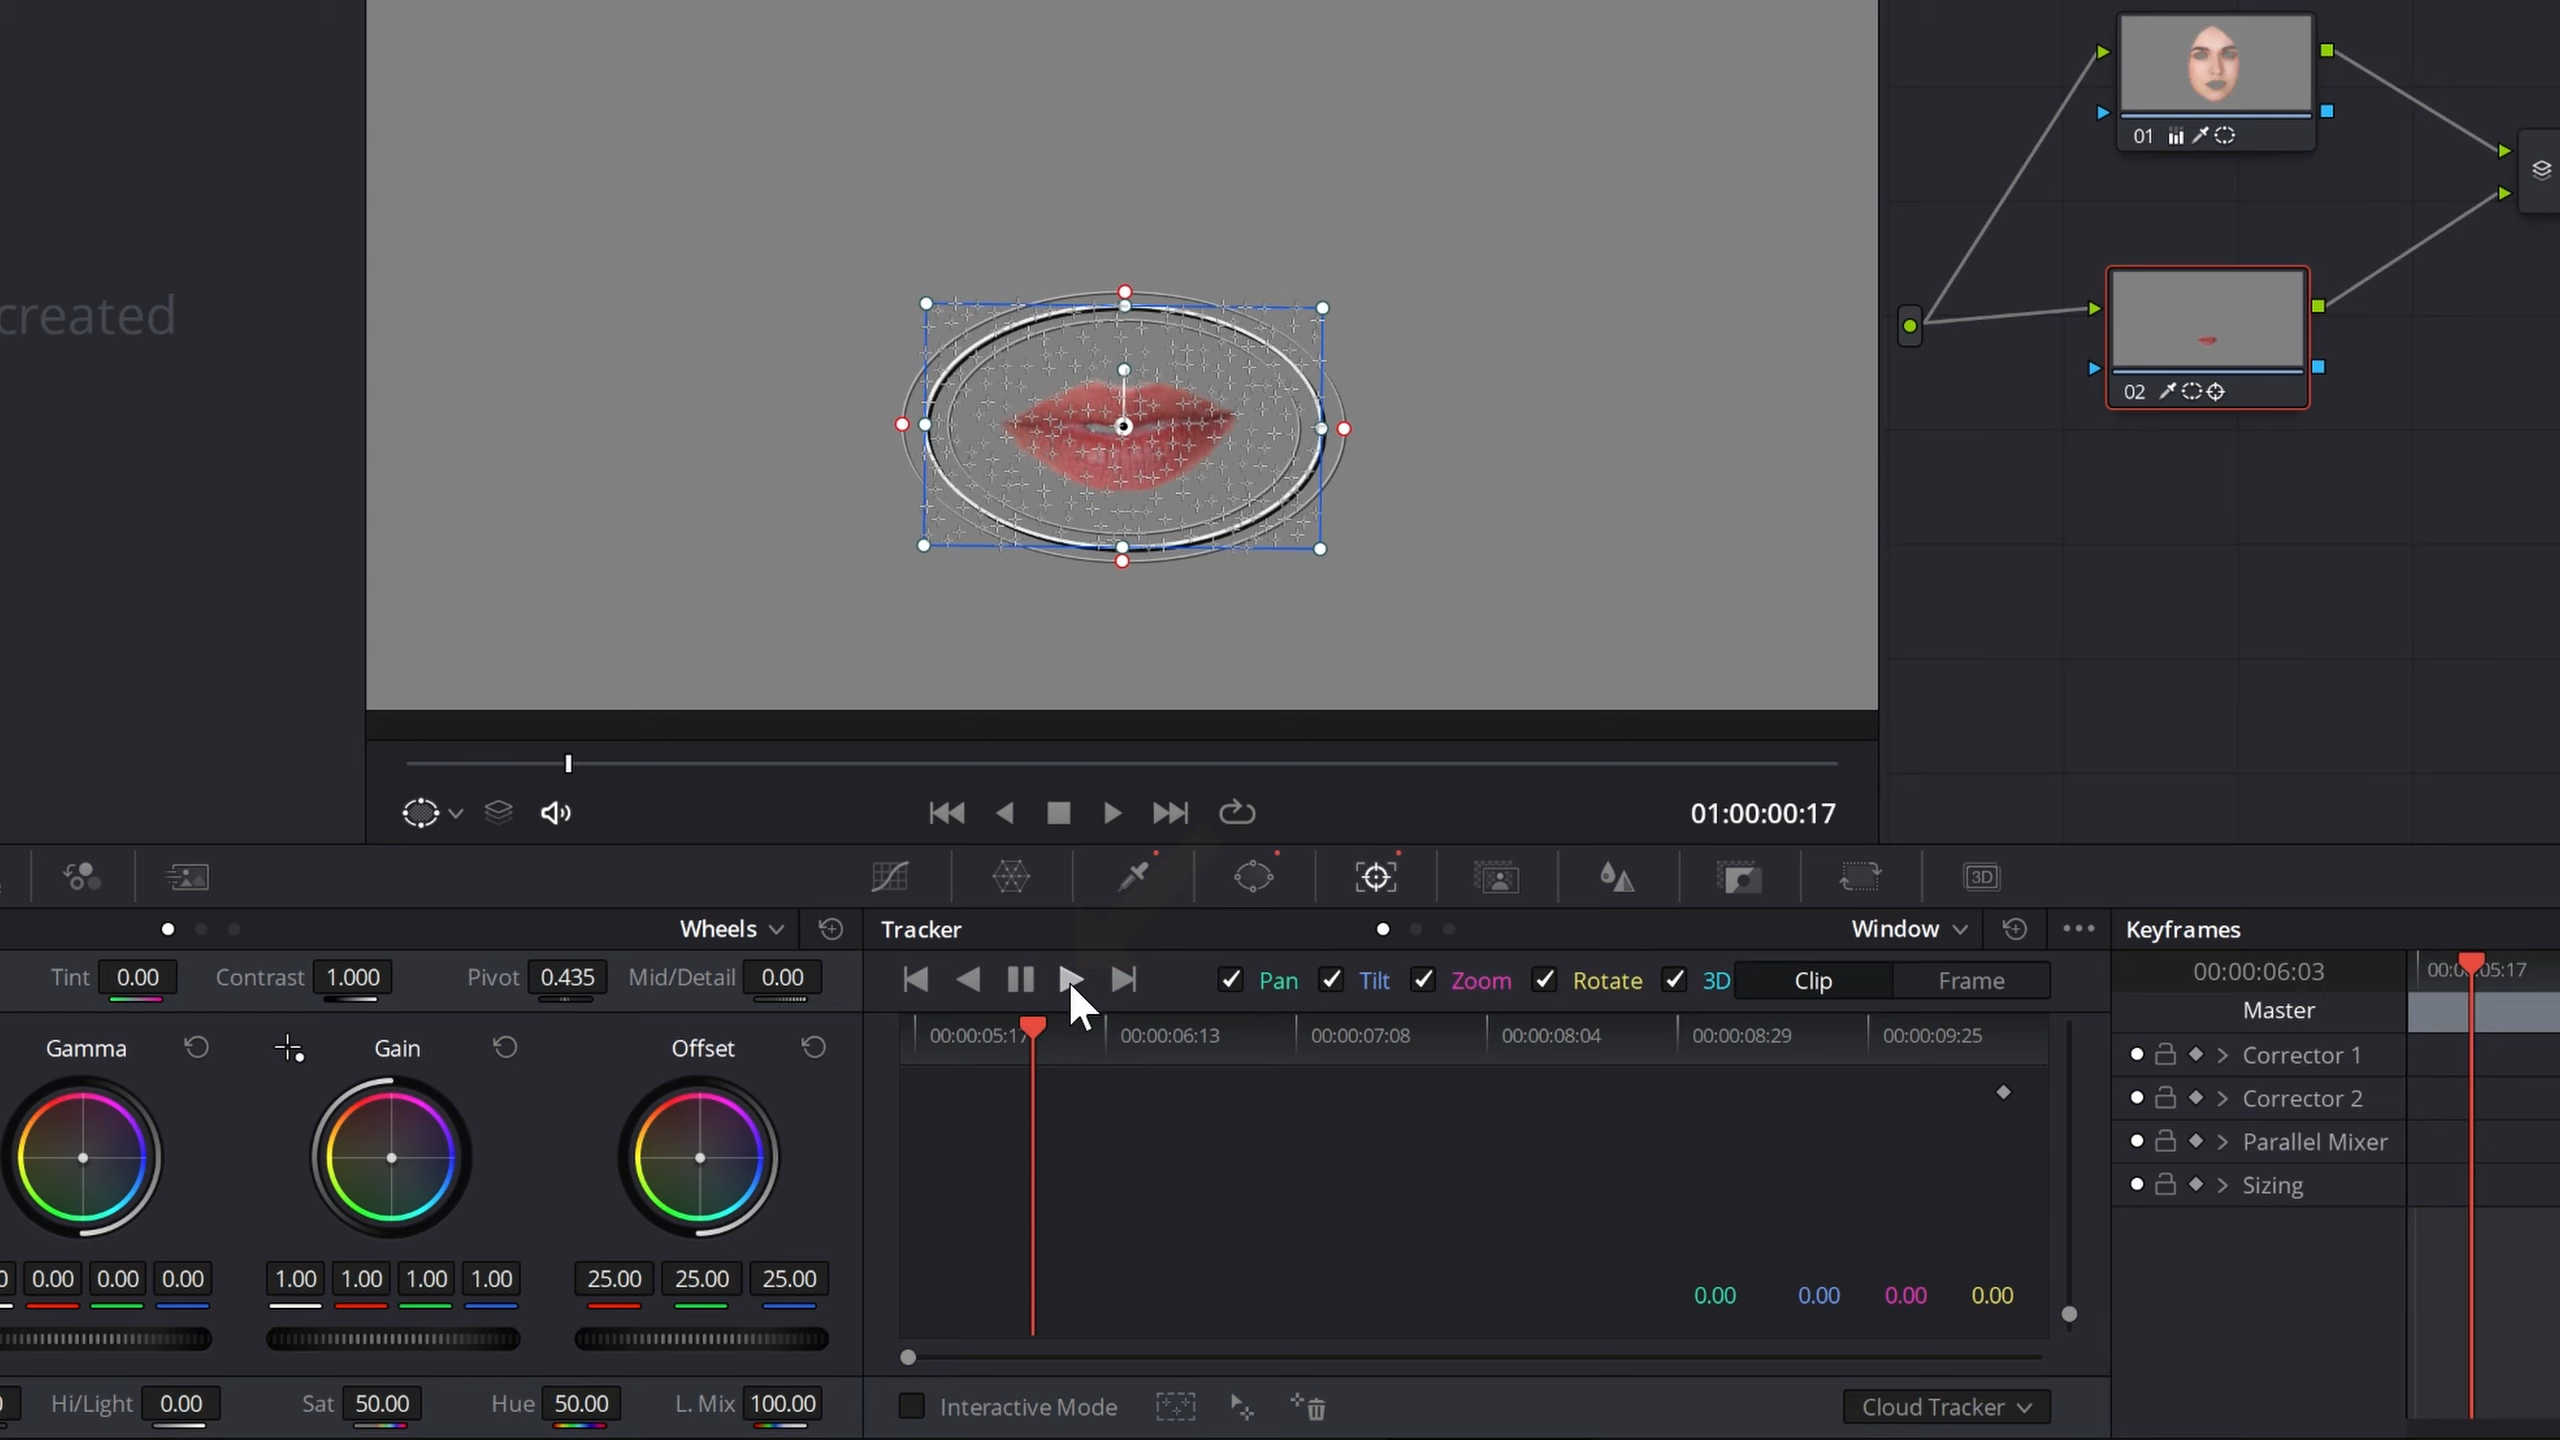 01
02
created
01:00:00:17
3D
Wheels
Tracker
Window
Keyframes
Tint 0.00 Contrast 1.000 Pivot 0.435 Mid/Detail 0.00
Pan Tilt Zoom Rotate 3D Clip Frame
00:00:06:03
Master
Gamma Gain Offset
00:00:06:13 00:00:07:08 00:00:08:04 00:00:08:29 00:00:09:25
Corrector 1
Corrector 2
Parallel Mixer
Sizing
0.00 0.00 0.00 1.00 1.00 1.00 1.00 25.00 25.00 25.00
0.00 0.00 0.00 0.00
Hi/Light 0.00 Sat 50.00 Hue 50.00 L. Mix 100.00
Interactive Mode
Cloud Tracker